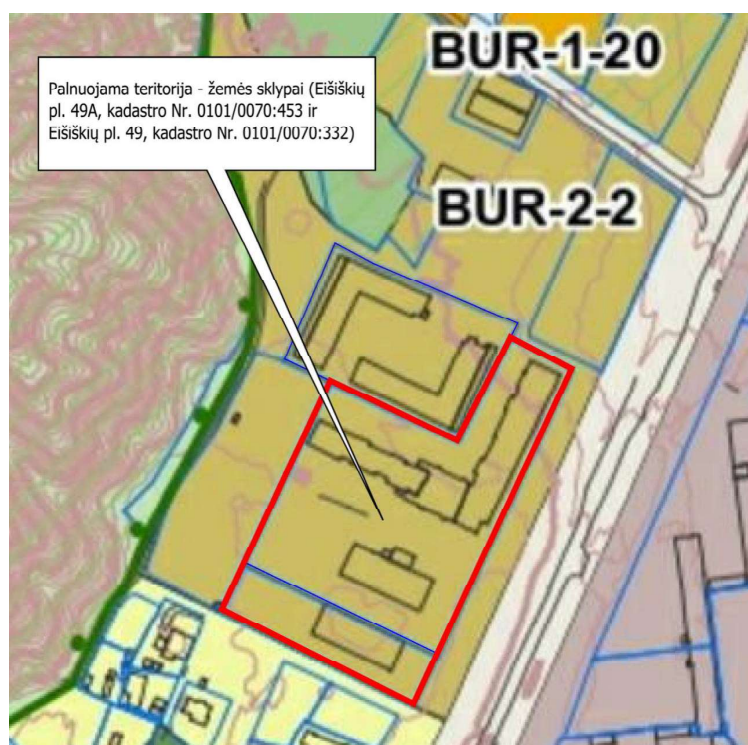 BUR-1-20
Palnuojama teritorija - žemės sklypai (Eišiškių
pl. 49A, kadastro Nr. 0101/0070:453 ir
Eišiškių pl. 49, kadastro Nr. 0101/0070:332)
BUR-2-2